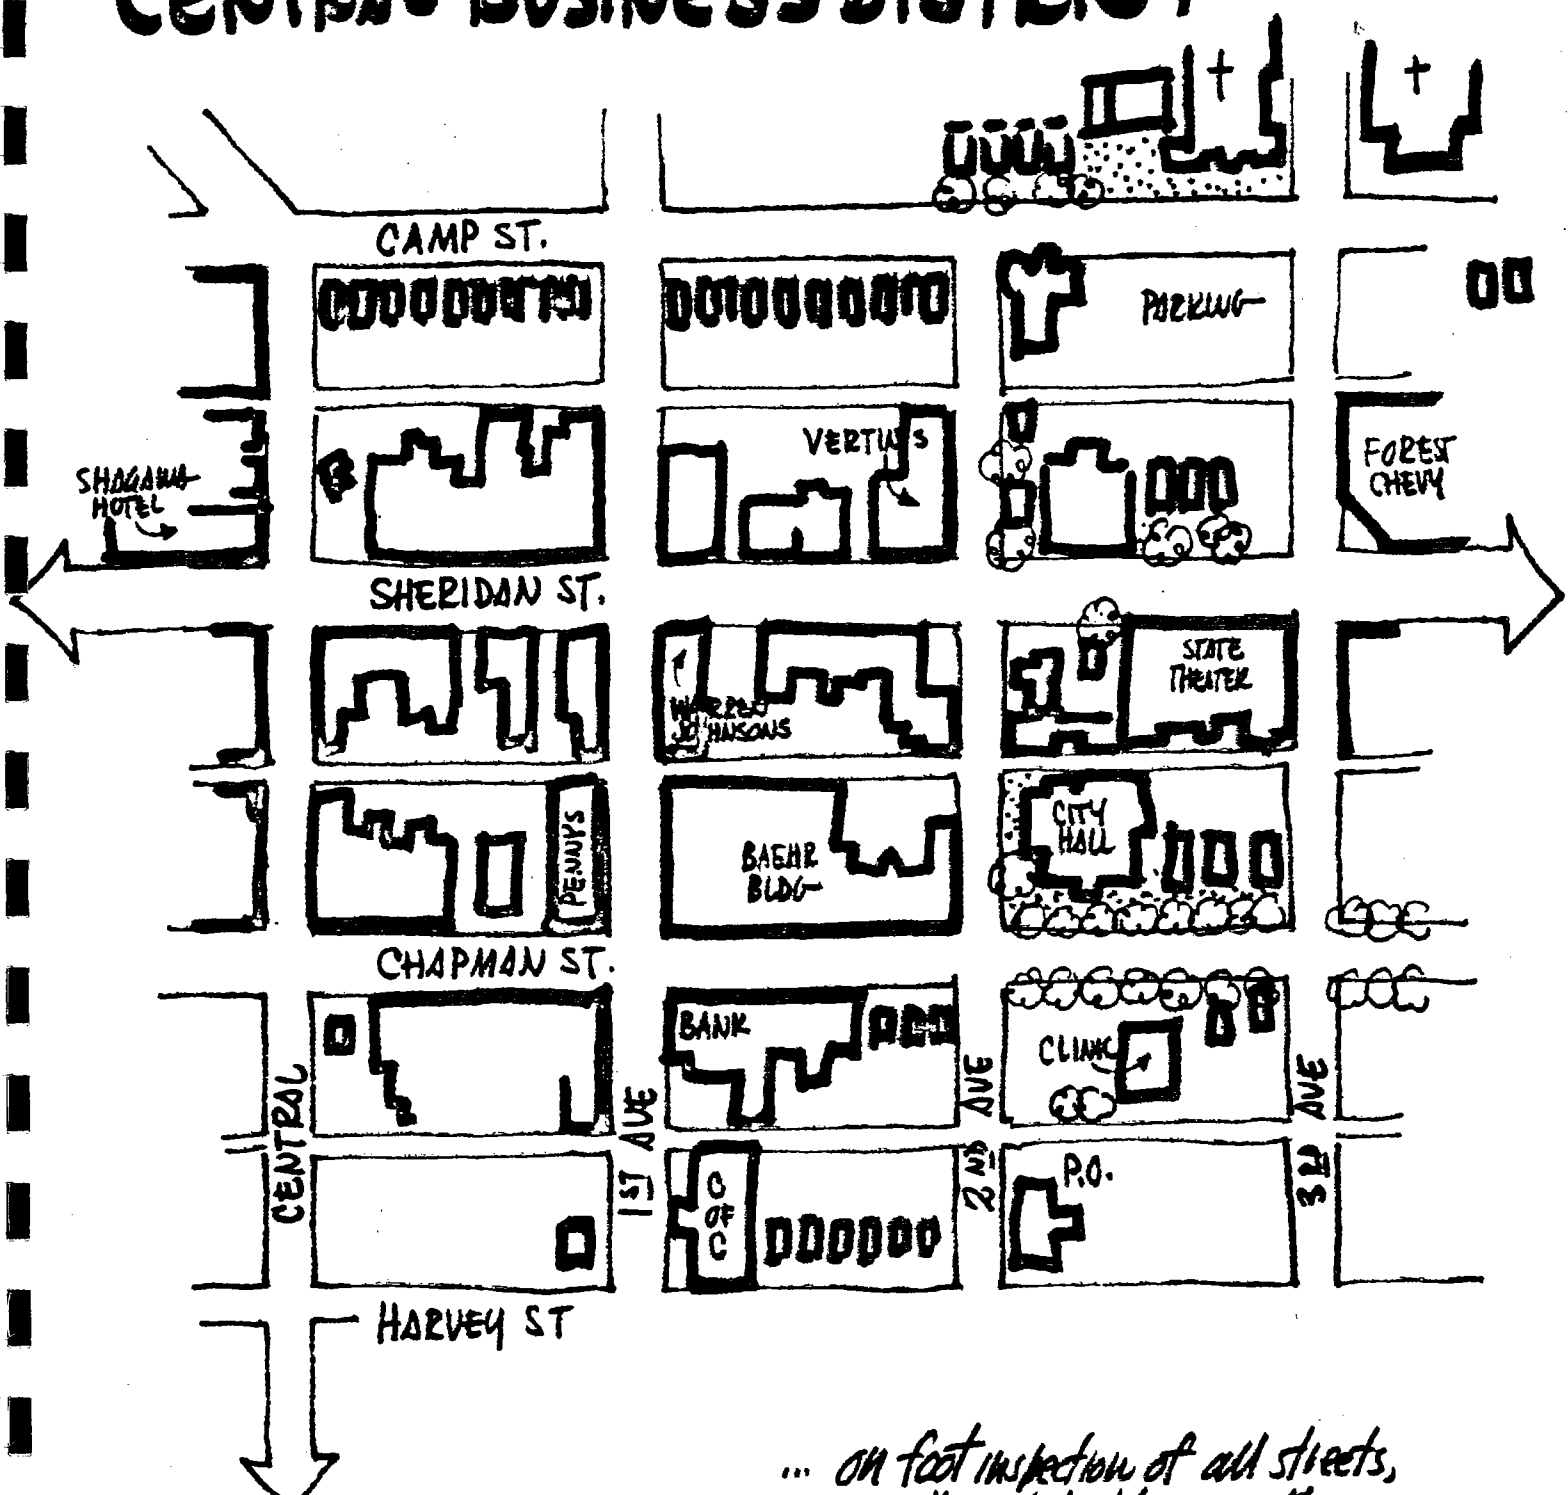 CENTRAL BUSINESS DISTRICT
CAMP ST.
PARKING
VERTIN'S
SHAGAWA
HOTEL
FOREST
CHEVY
SHERIDAN ST.
STATE
THEATER
WARREN
JOHNSONS
PENNYS
BAEHR
BLDG
CITY
HALL
CHAPMAN ST.
BANK
CLINIC
CENTRAL
1ST AVE
2ND AVE
3RD AVE
C
OF
C
P.O.
HARVEY ST
... on foot inspection of all streets,